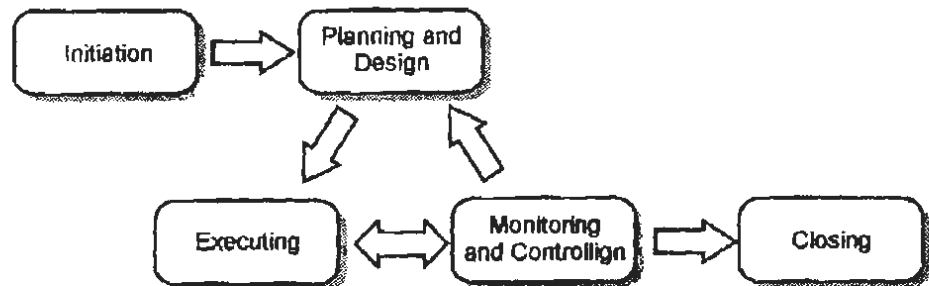 Initiation
Planning and
Design
Executing
Monitoring
and Controllign
Closing